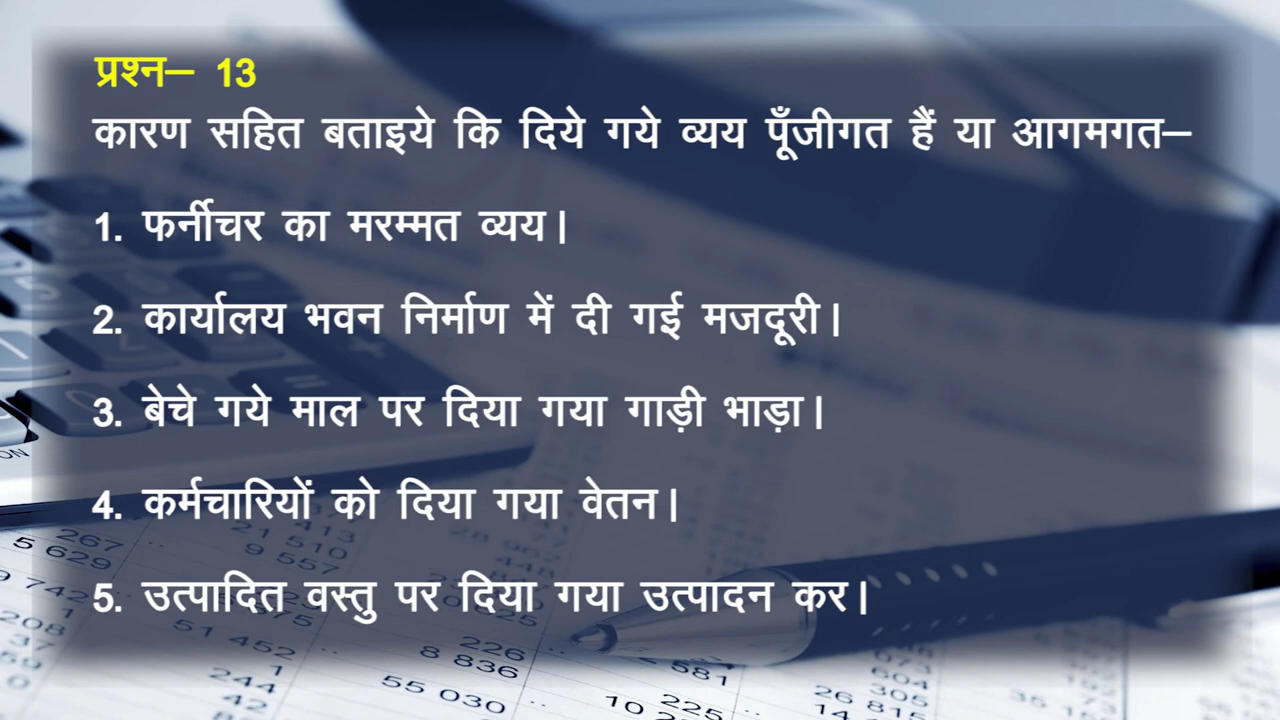 प्रश्न– 13
कारण सहित बताइये कि दिये गये व्यय पूँजीगत हैं या आगमगत–
1. फर्नीचर का मरम्मत व्यय।
2. कार्यालय भवन निर्माण में दी गई मजदूरी।
3. बेचे गये माल पर दिया गया गाड़ी भाड़ा।
4. कर्मचारियों को दिया गया वेतन।
5. उत्पादित वस्तु पर दिया गया उत्पादन कर।